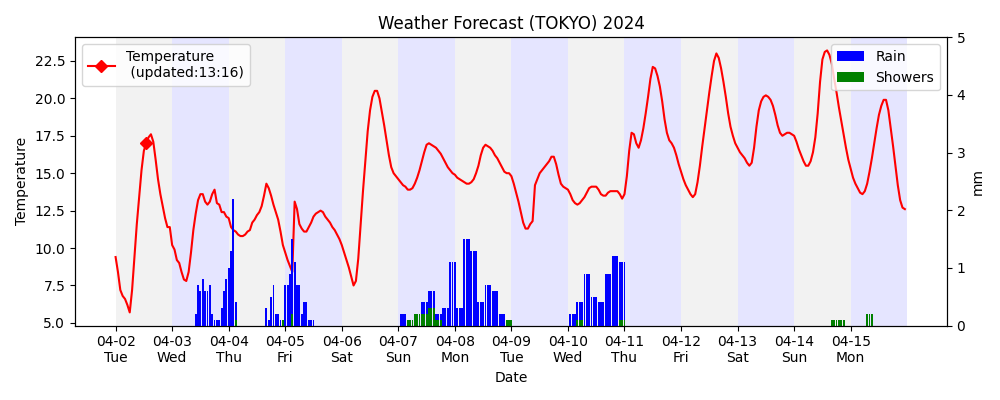 Weather Forecast (TOKYO) 2024
Temperature
(updated:13:16)
Rain
Showers
Temperature
22.5
20.0
17.5
15.0
12.5
10.0
7.5
5.0
5
4
3
2
1
0
mm
04-02 04-03 04-04 04-05 04-06 04-07 04-08 04-09 04-10 04-11 04-12 04-13 04-14 04-15
Tue Wed Thu Fri Sat Sun Mon Tue Wed Thu Fri Sat Sun Mon
Date